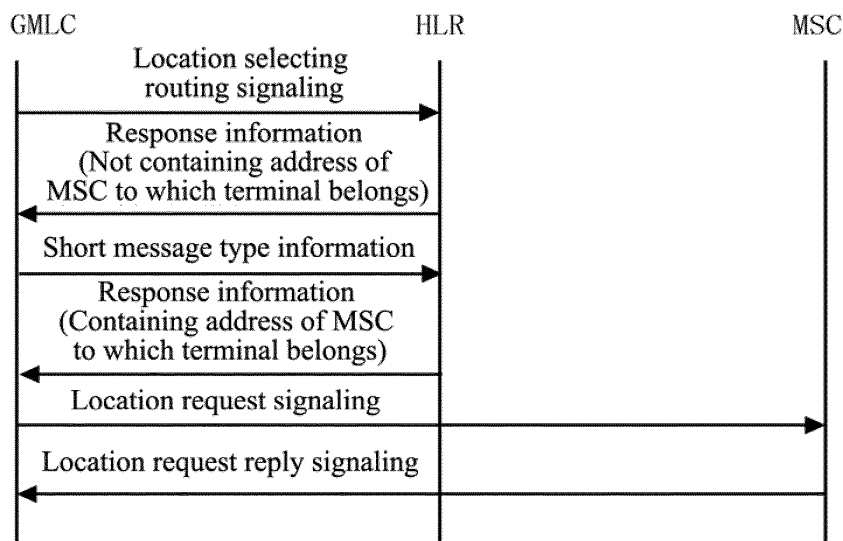 GMLC HLR MSC
Location selecting
routing signaling
Response information
(Not containing address of
MSC to which terminal belongs)
Short message type information
Response information
(Containing address of MSC
to which terminal belongs)
Location request signaling
Location request reply signaling